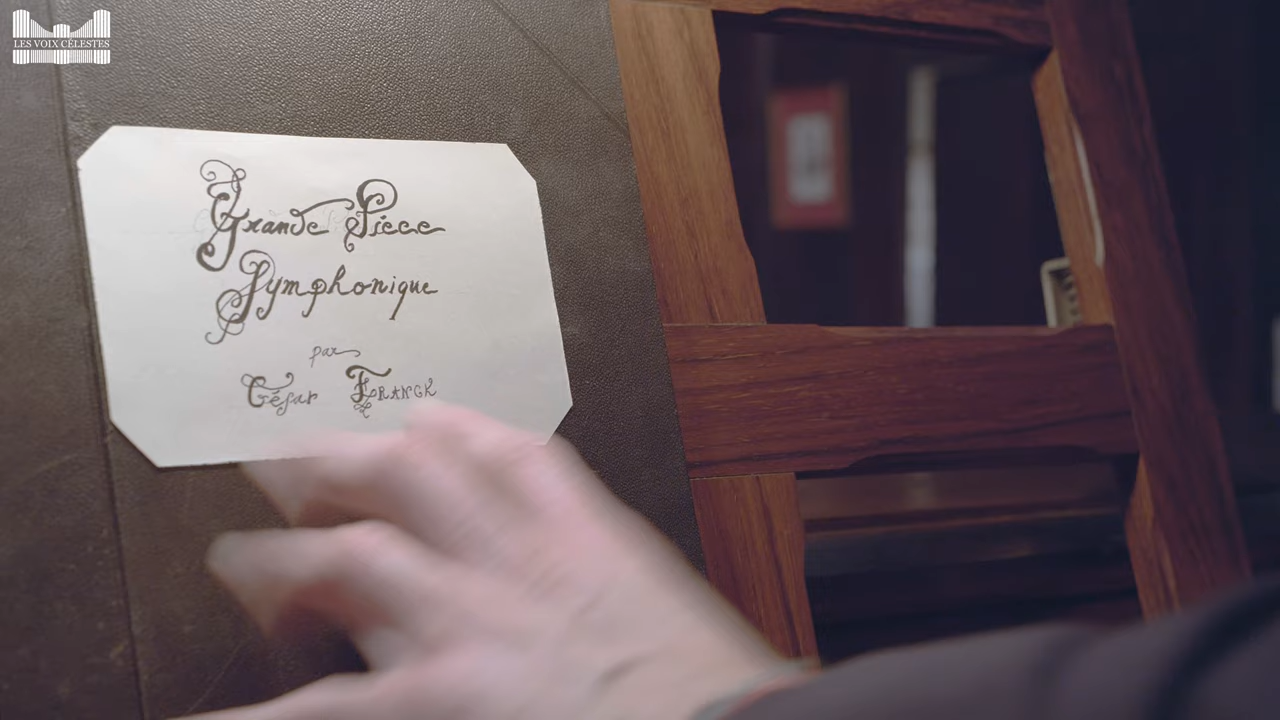 LES VOIX CÉLESTES
Grande Pièce
Symphonique
par
César FRANCK